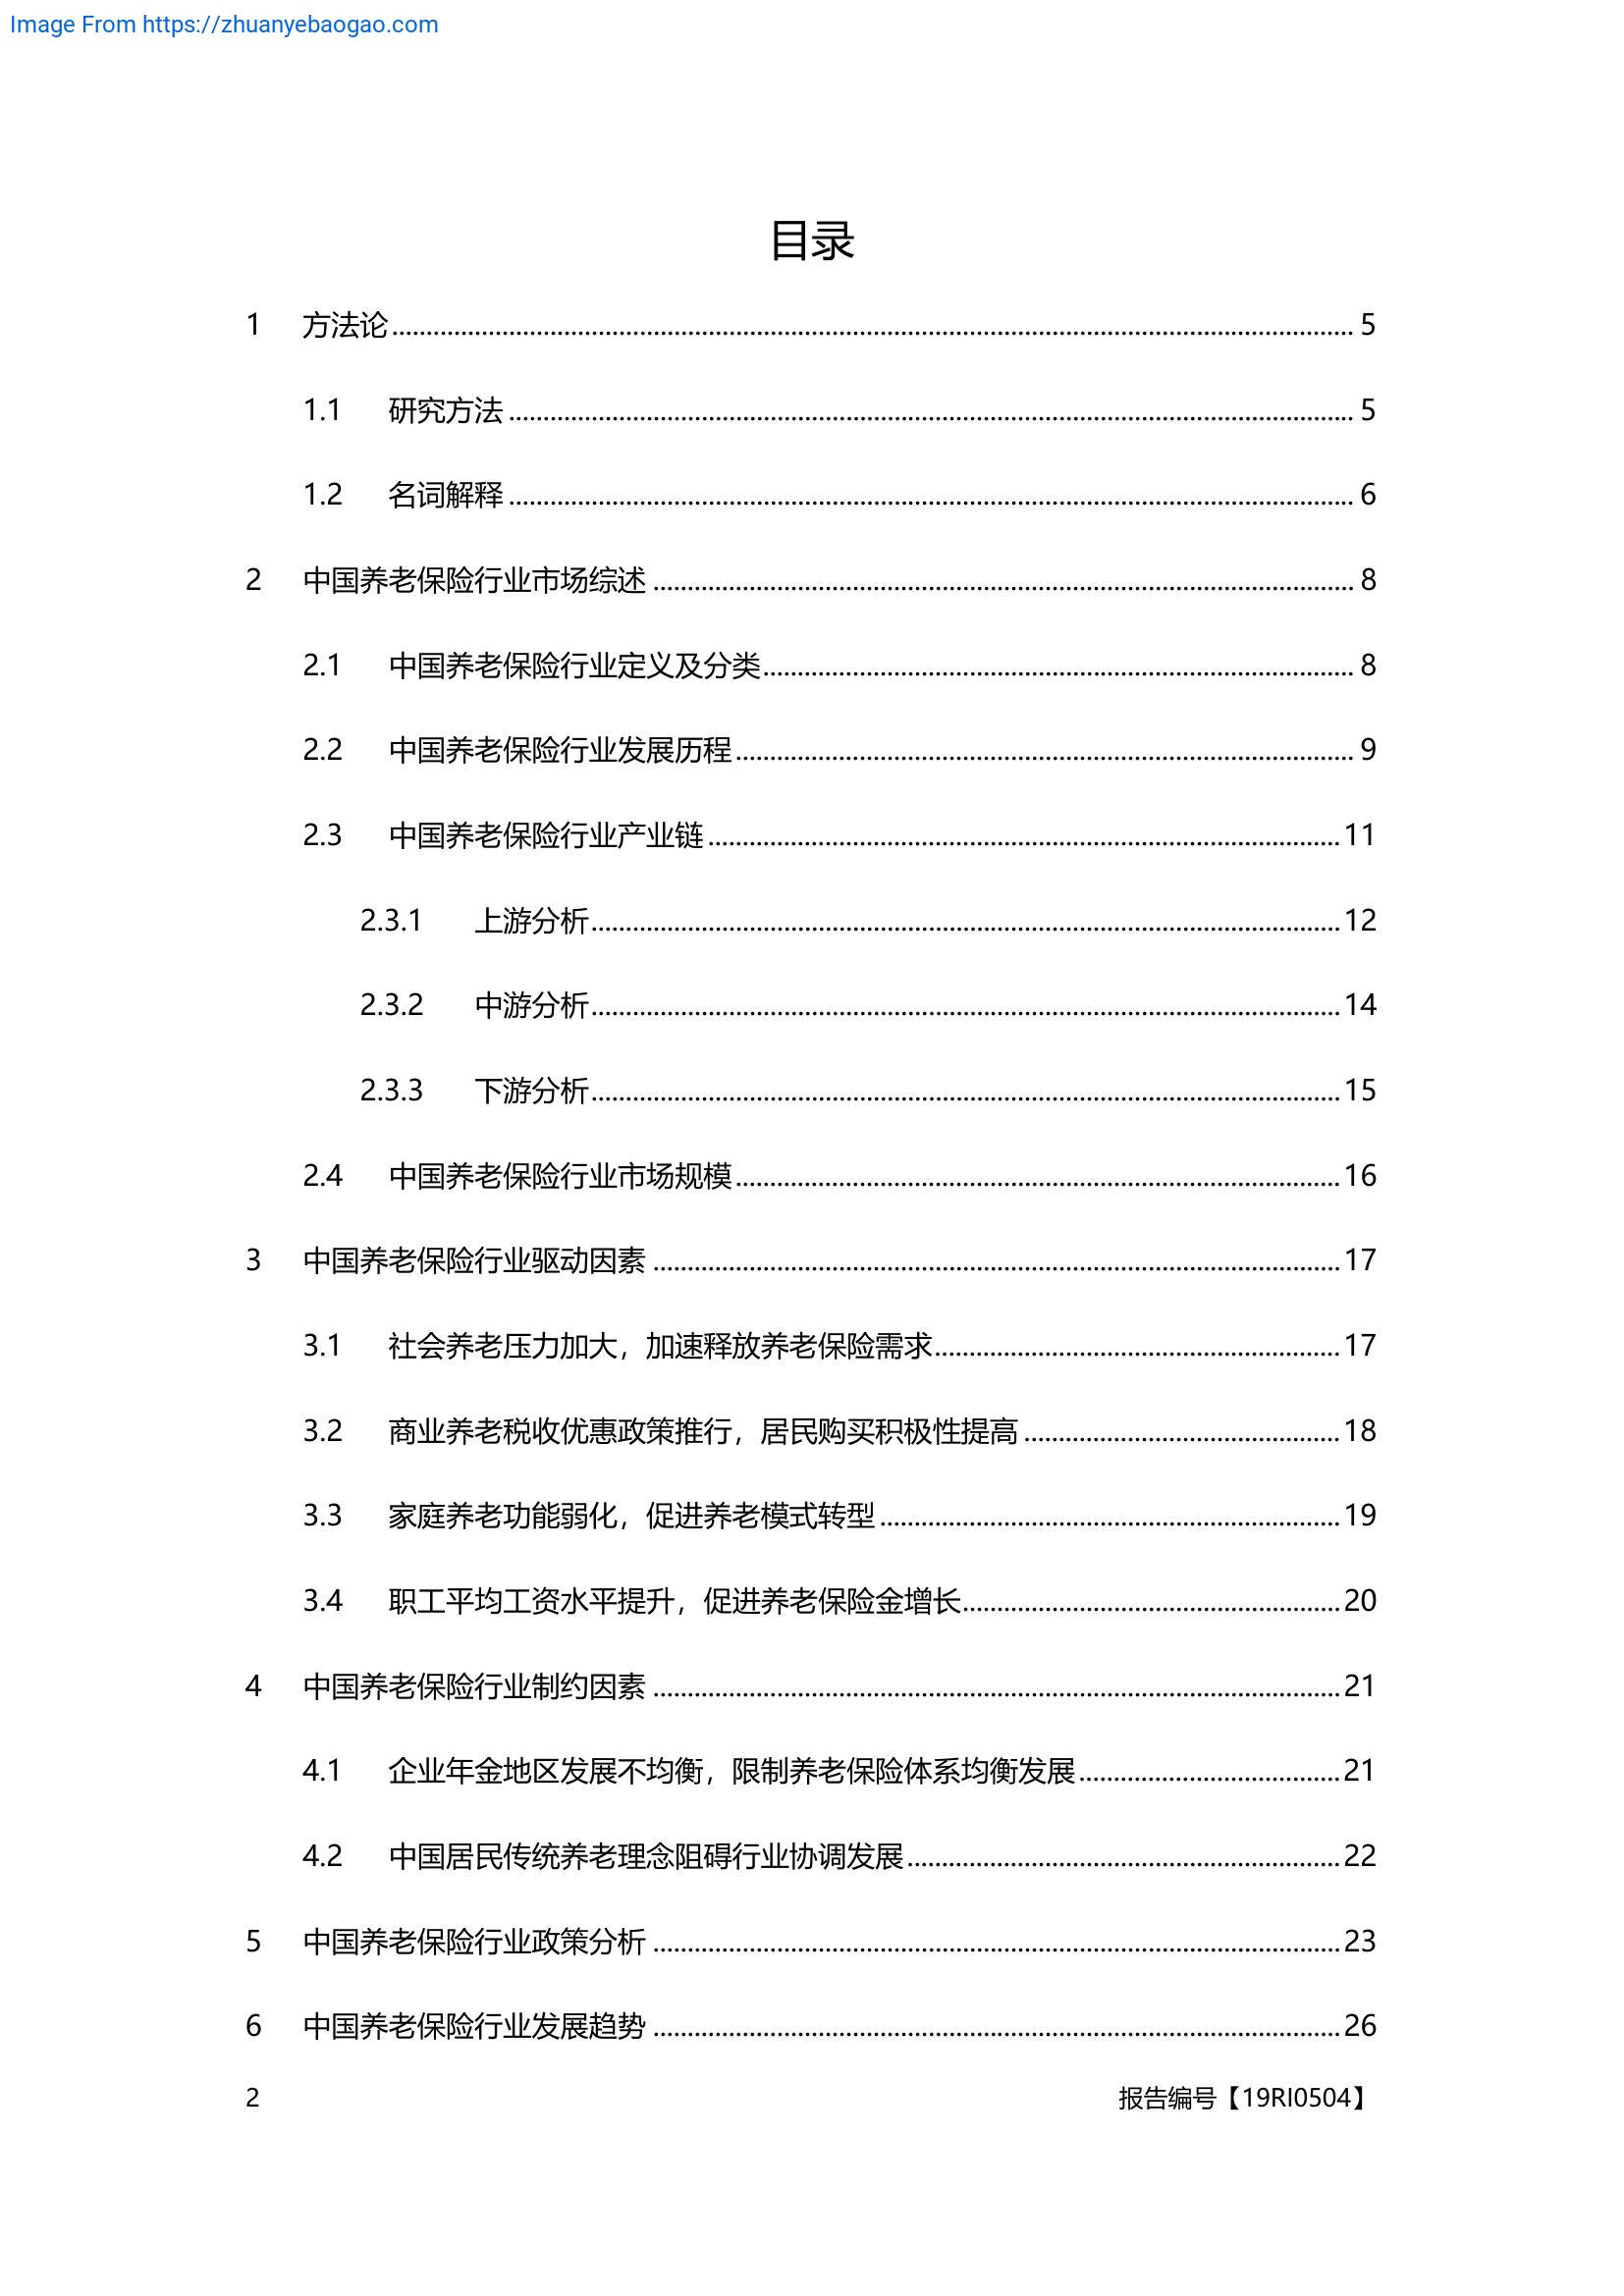 Image From https://zhuanyebaogao.com
目录
1 方法论 5
1.1 研究方法 5
1.2 名词解释 6
2 中国养老保险行业市场综述 8
2.1 中国养老保险行业定义及分类 8
2.2 中国养老保险行业发展历程 9
2.3 中国养老保险行业产业链 11
2.3.1 上游分析 12
2.3.2 中游分析 14
2.3.3 下游分析 15
2.4 中国养老保险行业市场规模 16
3 中国养老保险行业驱动因素 17
3.1 社会养老压力加大，加速释放养老保险需求 17
3.2 商业养老税收优惠政策推行，居民购买积极性提高 18
3.3 家庭养老功能弱化，促进养老模式转型 19
3.4 职工平均工资水平提升，促进养老保险金增长 20
4 中国养老保险行业制约因素 21
4.1 企业年金地区发展不均衡，限制养老保险体系均衡发展 21
4.2 中国居民传统养老理念阻碍行业协调发展 22
5 中国养老保险行业政策分析 23
6 中国养老保险行业发展趋势 26
2 报告编号【19RI0504】